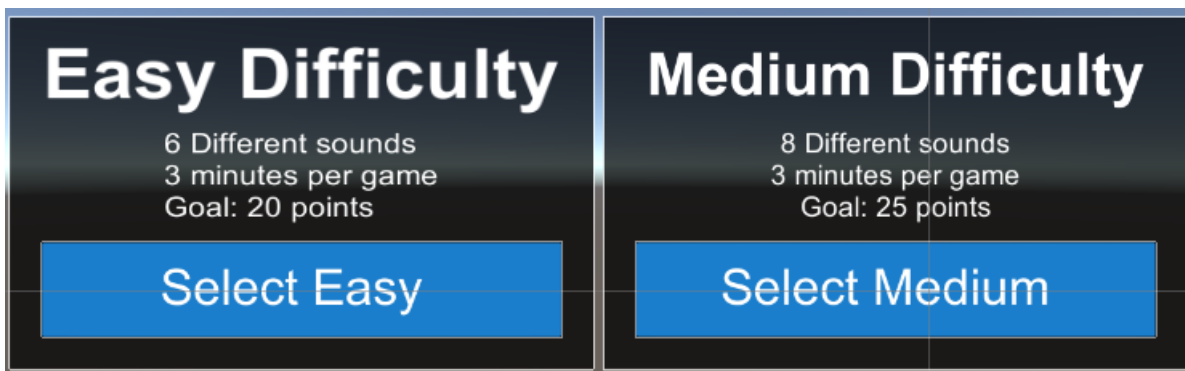 Easy Difficulty
6 Different sounds
3 minutes per game
Goal: 20 points
Select Easy
Medium Difficulty
8 Different sounds
3 minutes per game
Goal: 25 points
Select Medium